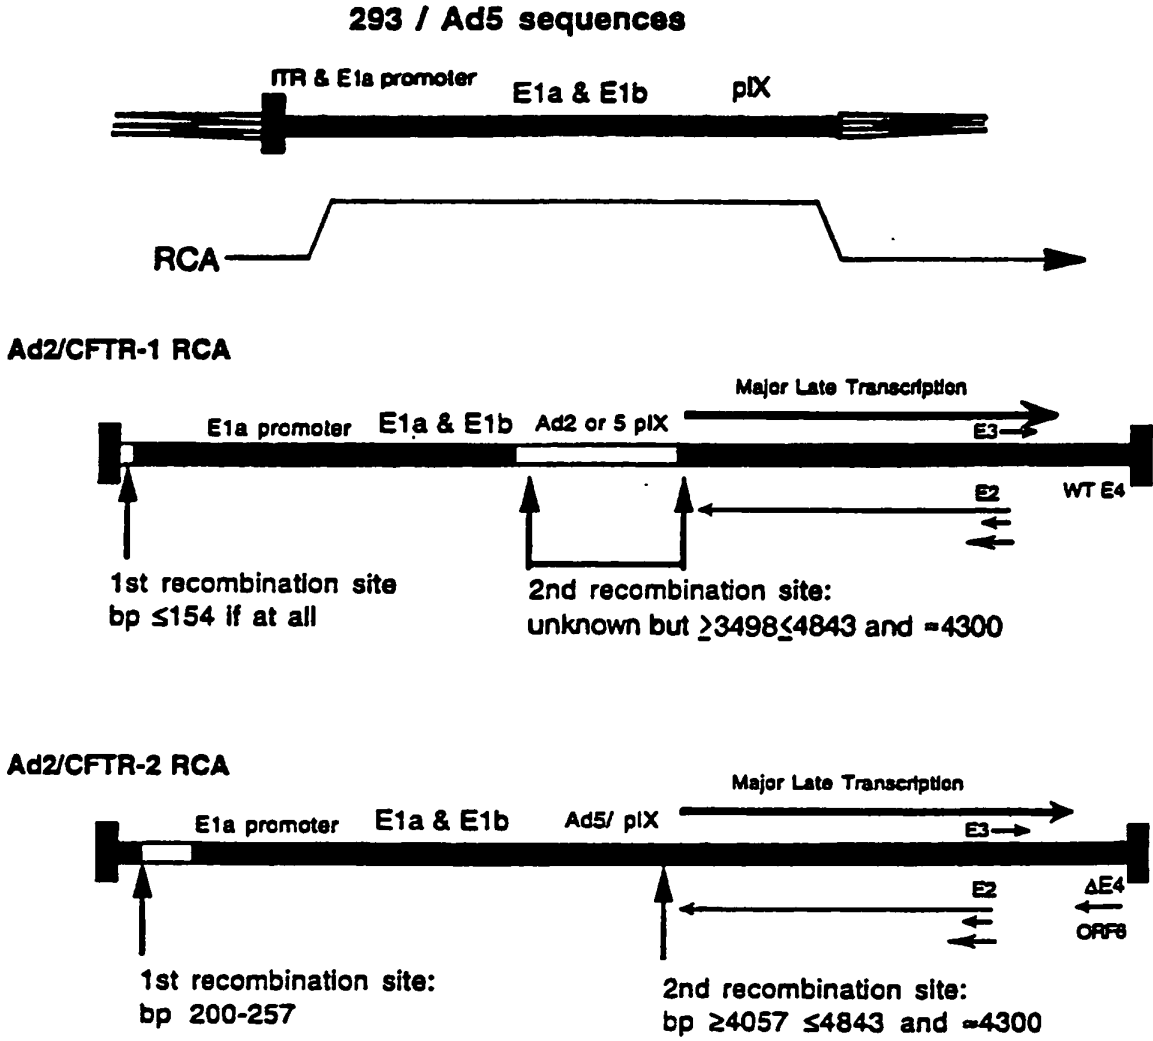 293 / Ad5 sequences
ITR & E1a promoter
E1a & E1b
pIX
RCA
Ad2/CFTR-1 RCA
Major Late Transcription
E1a promoter
E1a & E1b
Ad2 or 5 pIX
E3
E2
WT E4
1st recombination site
bp ≤154 if at all
2nd recombination site:
unknown but ≥3498≤4843 and ≈4300
Ad2/CFTR-2 RCA
Major Late Transcription
E1a promoter
E1a & E1b
Ad5/ pIX
E3
E2
ΔE4
ORF6
1st recombination site:
bp 200-257
2nd recombination site:
bp ≥4057 ≤4843 and ≈4300